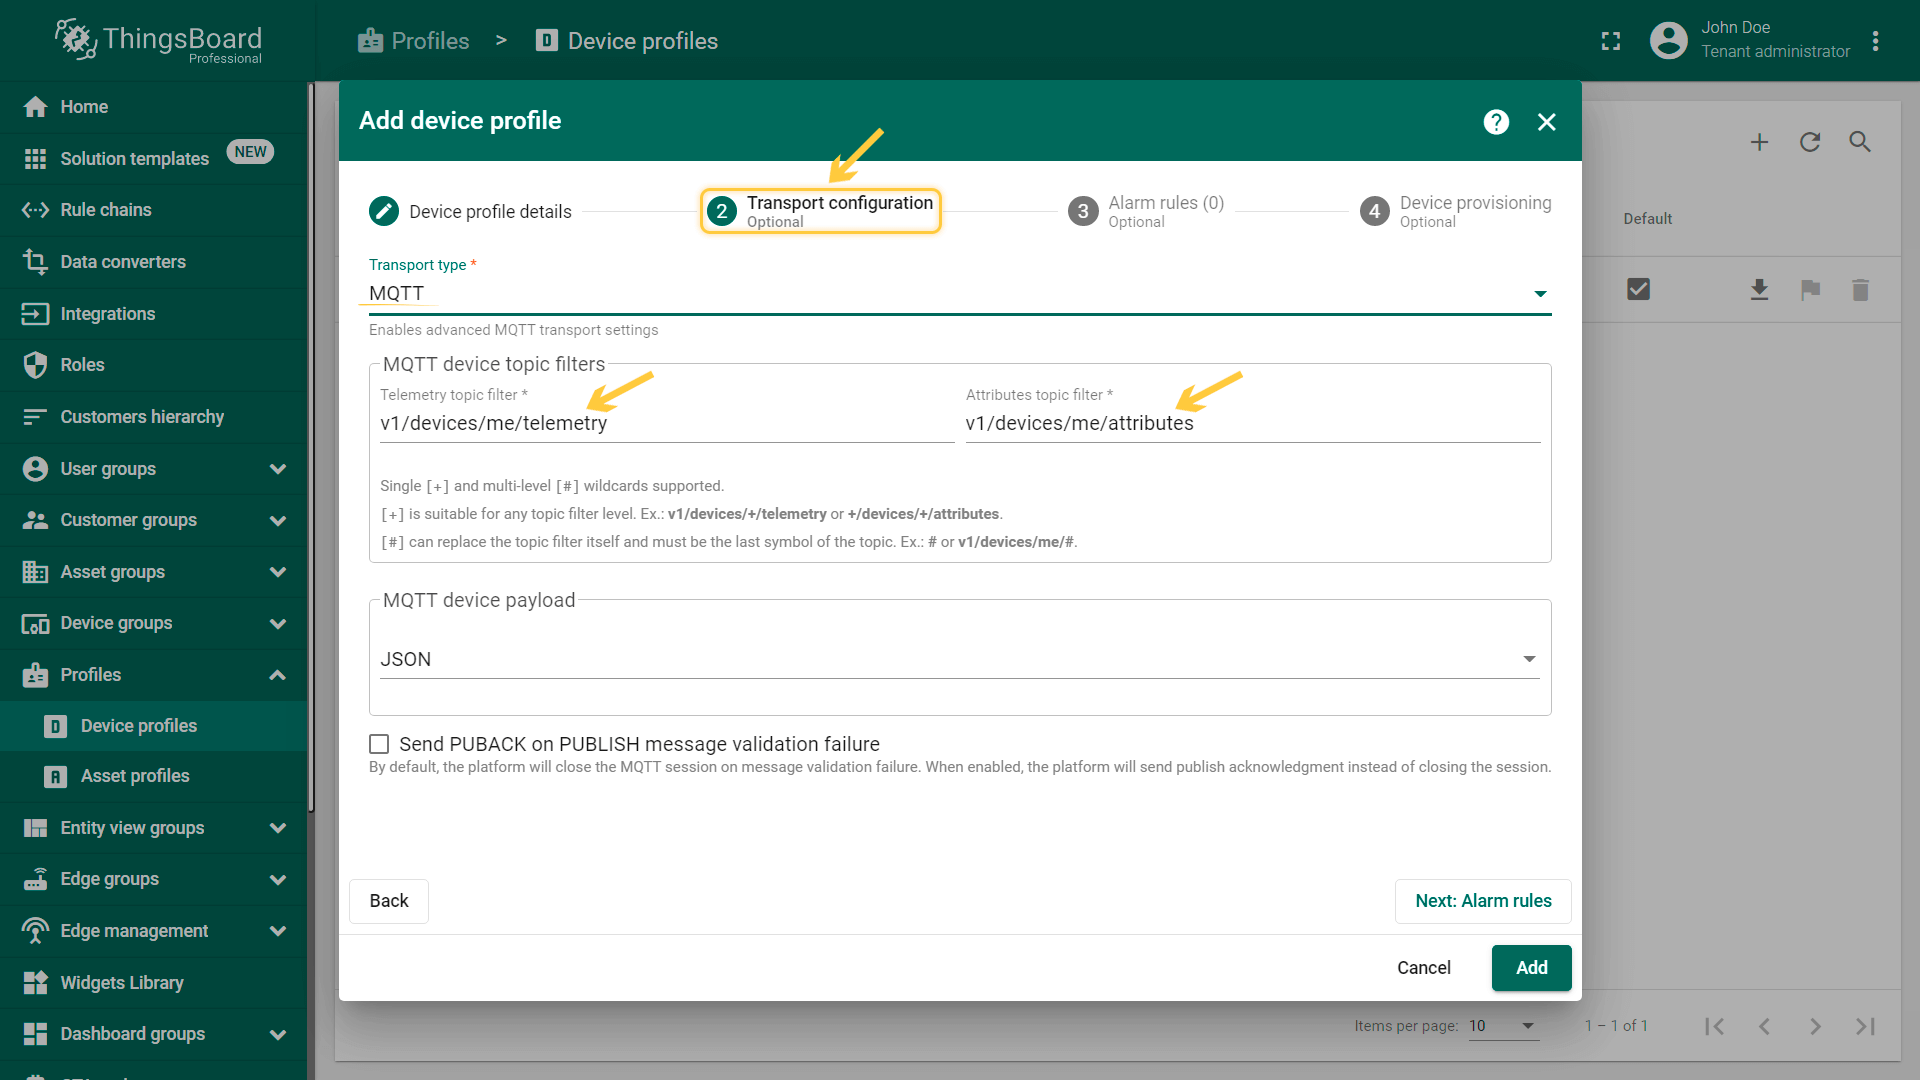 ThingsBoard
Professional
Profiles > Device profiles
John Doe
Tenant administrator
Home
Solution templates NEW
Rule chains
Data converters
Integrations
Roles
Customers hierarchy
User groups
Customer groups
Asset groups
Device groups
Profiles
Device profiles
Asset profiles
Entity view groups
Edge groups
Edge management
Widgets Library
Dashboard groups
Add device profile
Device profile details
2 Transport configuration
Optional
3 Alarm rules (0)
Optional
4 Device provisioning
Optional
Default
Transport type *
MQTT
Enables advanced MQTT transport settings
MQTT device topic filters
Telemetry topic filter *
v1/devices/me/telemetry
Attributes topic filter *
v1/devices/me/attributes
Single [+] and multi-level [#] wildcards supported.
[+] is suitable for any topic filter level. Ex.: v1/devices/+/telemetry or +/devices/+/attributes.
[#] can replace the topic filter itself and must be the last symbol of the topic. Ex.: # or v1/devices/me/#.
MQTT device payload
JSON
Send PUBACK on PUBLISH message validation failure
By default, the platform will close the MQTT session on message validation failure. When enabled, the platform will send publish acknowledgment instead of closing the session.
Back
Next: Alarm rules
Cancel
Add
Items per page: 10
1 – 1 of 1